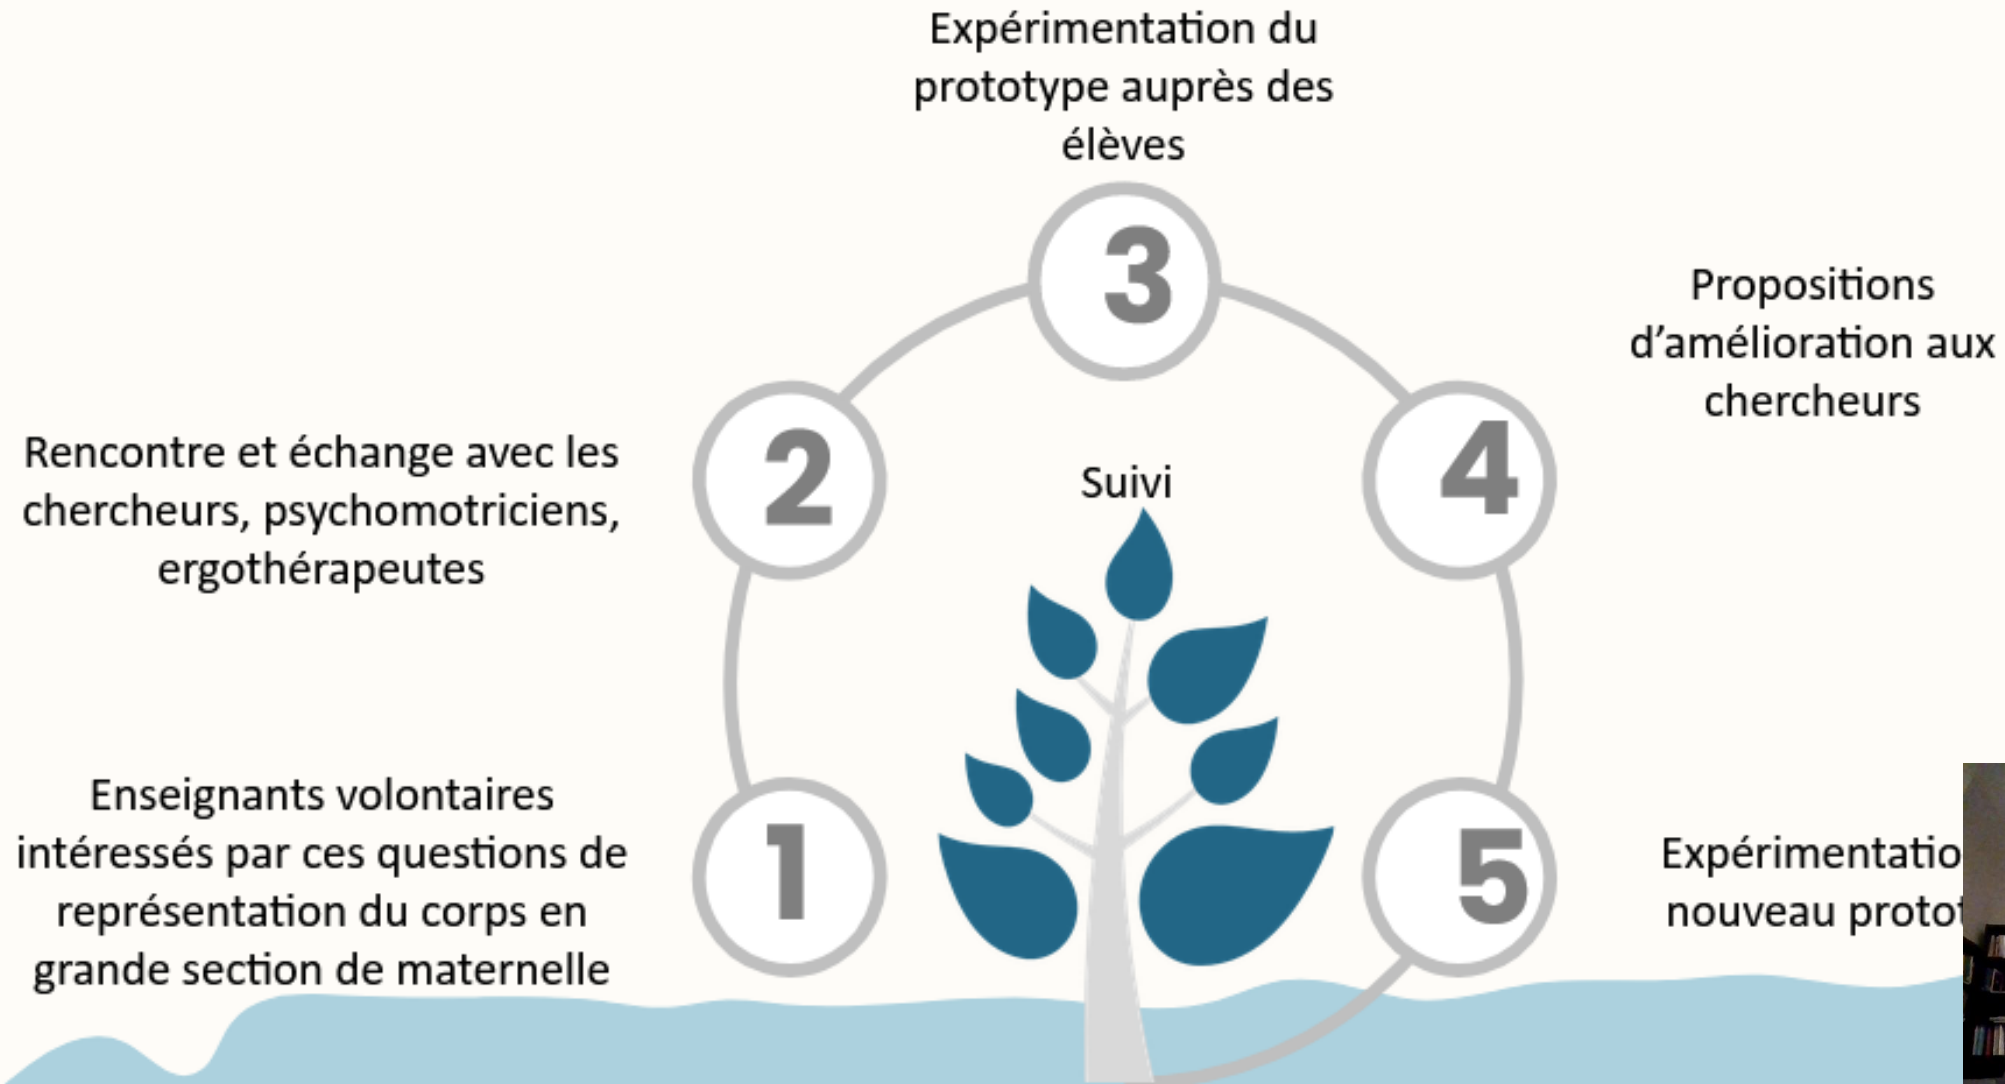 Expérimentation du
prototype auprès des
élèves
3
Propositions
d’amélioration aux
chercheurs
4
Rencontre et échange avec les
chercheurs, psychomotriciens,
ergothérapeutes
2
Suivi
Enseignants volontaires
intéressés par ces questions de
représentation du corps en
grande section de maternelle
1
5
nouveau